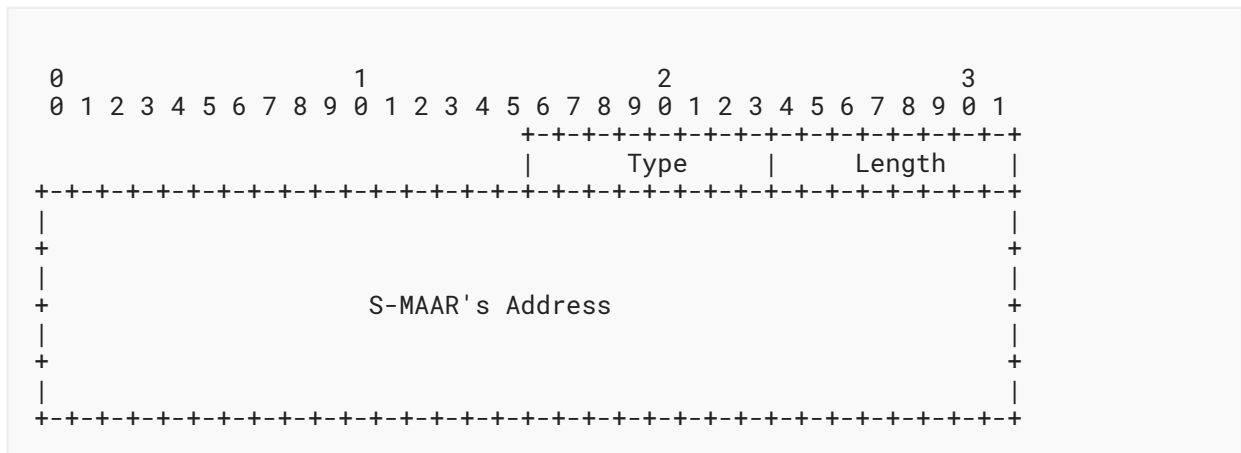 0                   1                   2                   3
 0 1 2 3 4 5 6 7 8 9 0 1 2 3 4 5 6 7 8 9 0 1 2 3 4 5 6 7 8 9 0 1
                                +-+-+-+-+-+-+-+-+-+-+-+-+-+-+-+-+
                                |      Type     |     Length    |
+-+-+-+-+-+-+-+-+-+-+-+-+-+-+-+-+-+-+-+-+-+-+-+-+-+-+-+-+-+-+-+-+
|                                                               |
+                                                               +
|                                                               |
+                     S-MAAR's Address                          +
|                                                               |
+                                                               +
|                                                               |
+-+-+-+-+-+-+-+-+-+-+-+-+-+-+-+-+-+-+-+-+-+-+-+-+-+-+-+-+-+-+-+-+